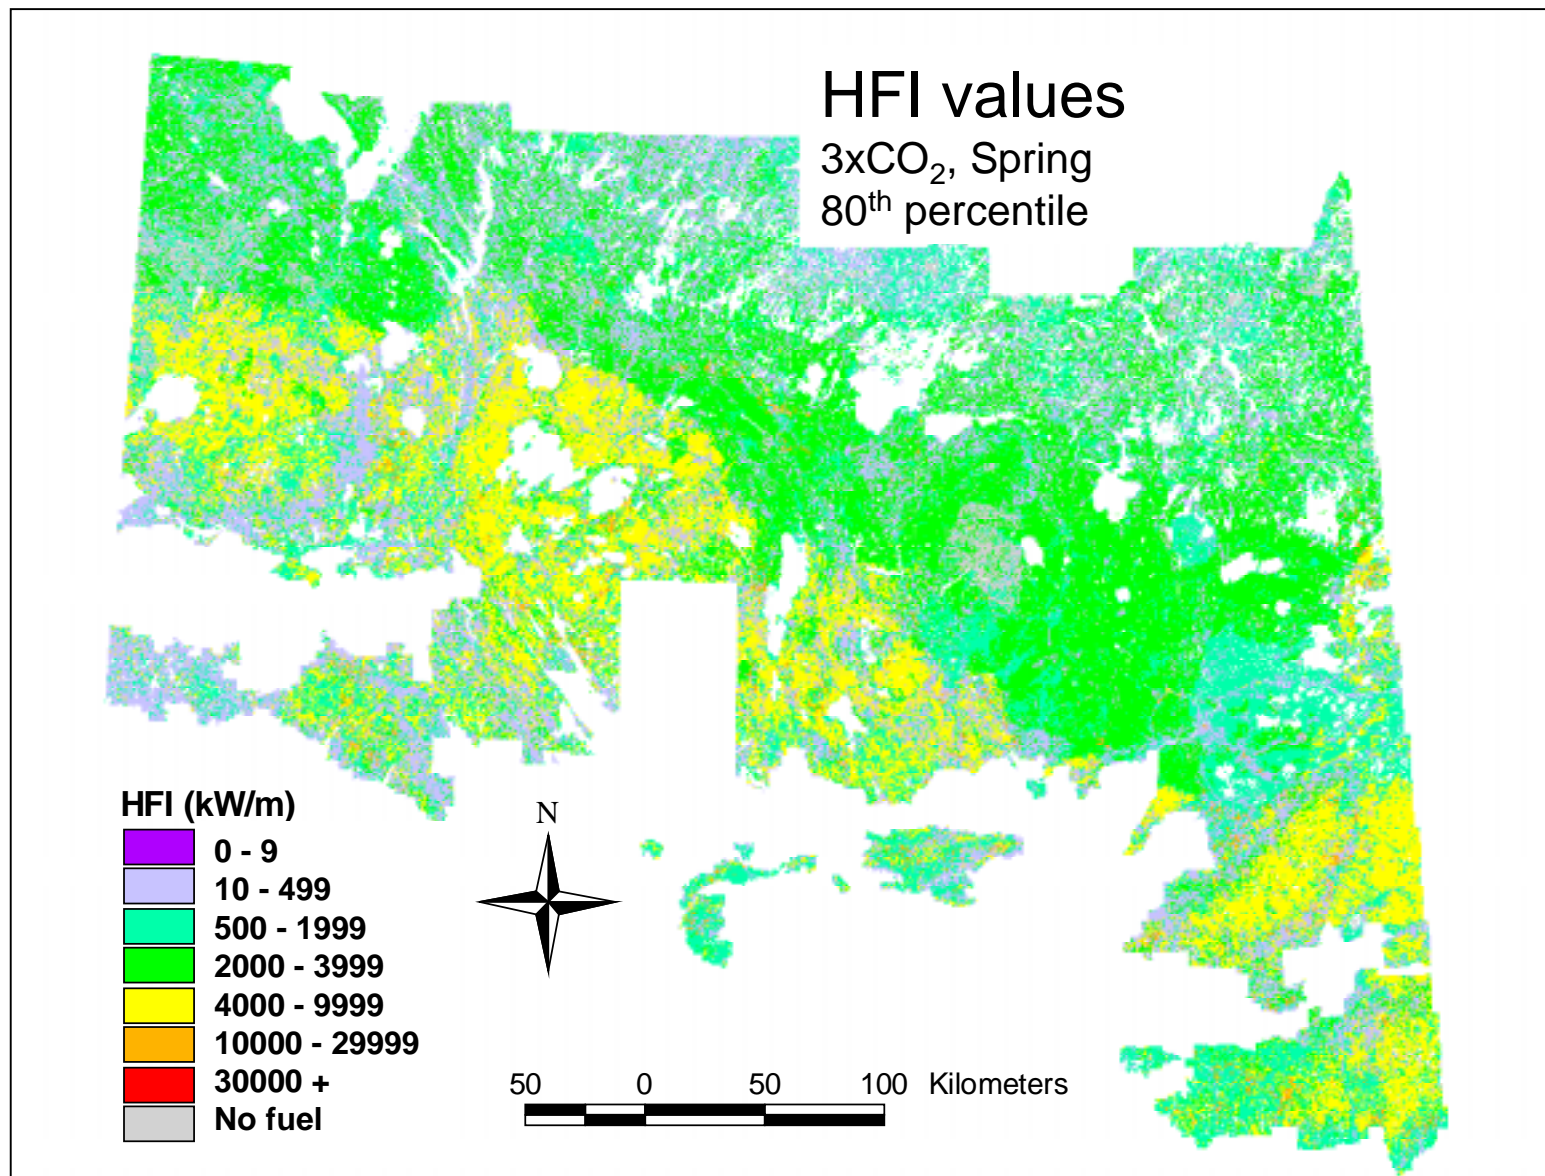 HFI values
3xCO₂, Spring
80ᵗʰ percentile
HFI (kW/m)
0 - 9
10 - 499
500 - 1999
2000 - 3999
4000 - 9999
10000 - 29999
30000 +
No fuel
N
50 0 50 100 Kilometers